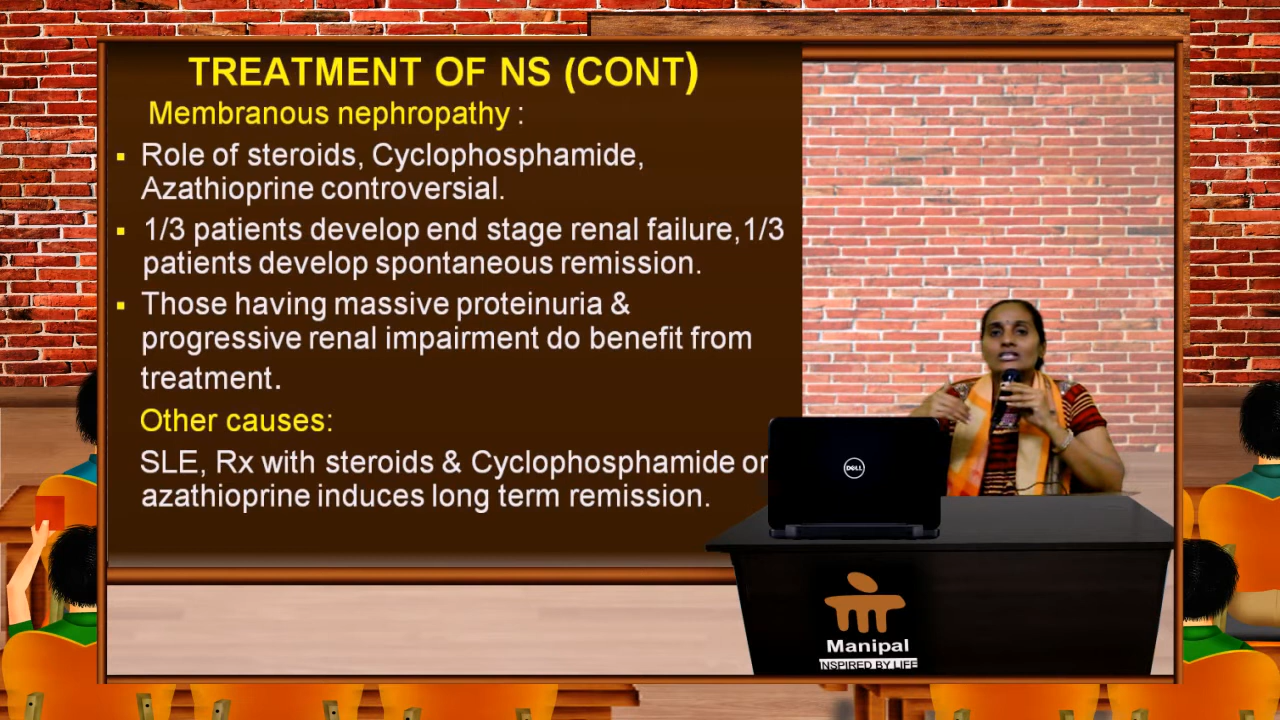 TREATMENT OF NS (CONT)
Membranous nephropathy :
▪ Role of steroids, Cyclophosphamide,
Azathioprine controversial.
▪ 1/3 patients develop end stage renal failure,1/3
patients develop spontaneous remission.
▪ Those having massive proteinuria &
progressive renal impairment do benefit from
treatment.
Other causes:
SLE, Rx with steroids & Cyclophosphamide or
azathioprine induces long term remission.
DELL
Manipal
INSPIRED BY LIFE